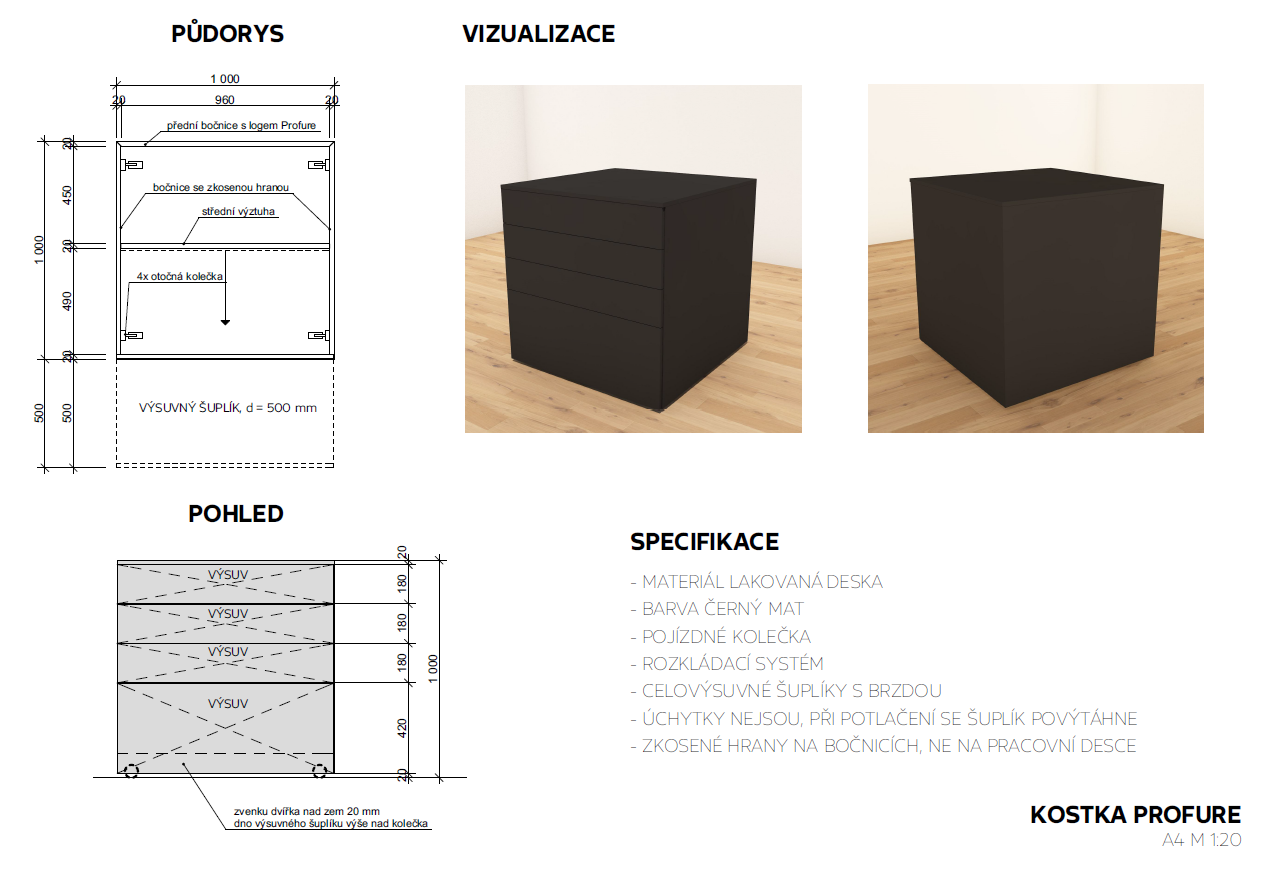 PŮDORYS
VIZUALIZACE
1 000
20
960
20
přední bočnice s logem Profure
20
450
bočnice se zkosenou hranou
střední výztuha
1 000
20
4x otočná kolečka
490
20
500
500
VÝSUVNÝ ŠUPLÍK, d = 500 mm
POHLED
20
VÝSUV
180
VÝSUV
180
VÝSUV
180
1 000
VÝSUV
420
20
zvenku dvířka nad zem 20 mm
dno výsuvného šuplíku výše nad kolečka
SPECIFIKACE
- MATERIÁL LAKOVANÁ DESKA
- BARVA ČERNÝ MAT
- POJÍZDNÉ KOLEČKA
- ROZKLÁDACÍ SYSTÉM
- CELOVÝSUVNÉ ŠUPLÍKY S BRZDOU
- ÚCHYTKY NEJSOU, PŘI POTLAČENÍ SE ŠUPLÍK POVÝTÁHNE
- ZKOSENÉ HRANY NA BOČNICÍCH, NE NA PRACOVNÍ DESCE
KOSTKA PROFURE
A4 M 1:20